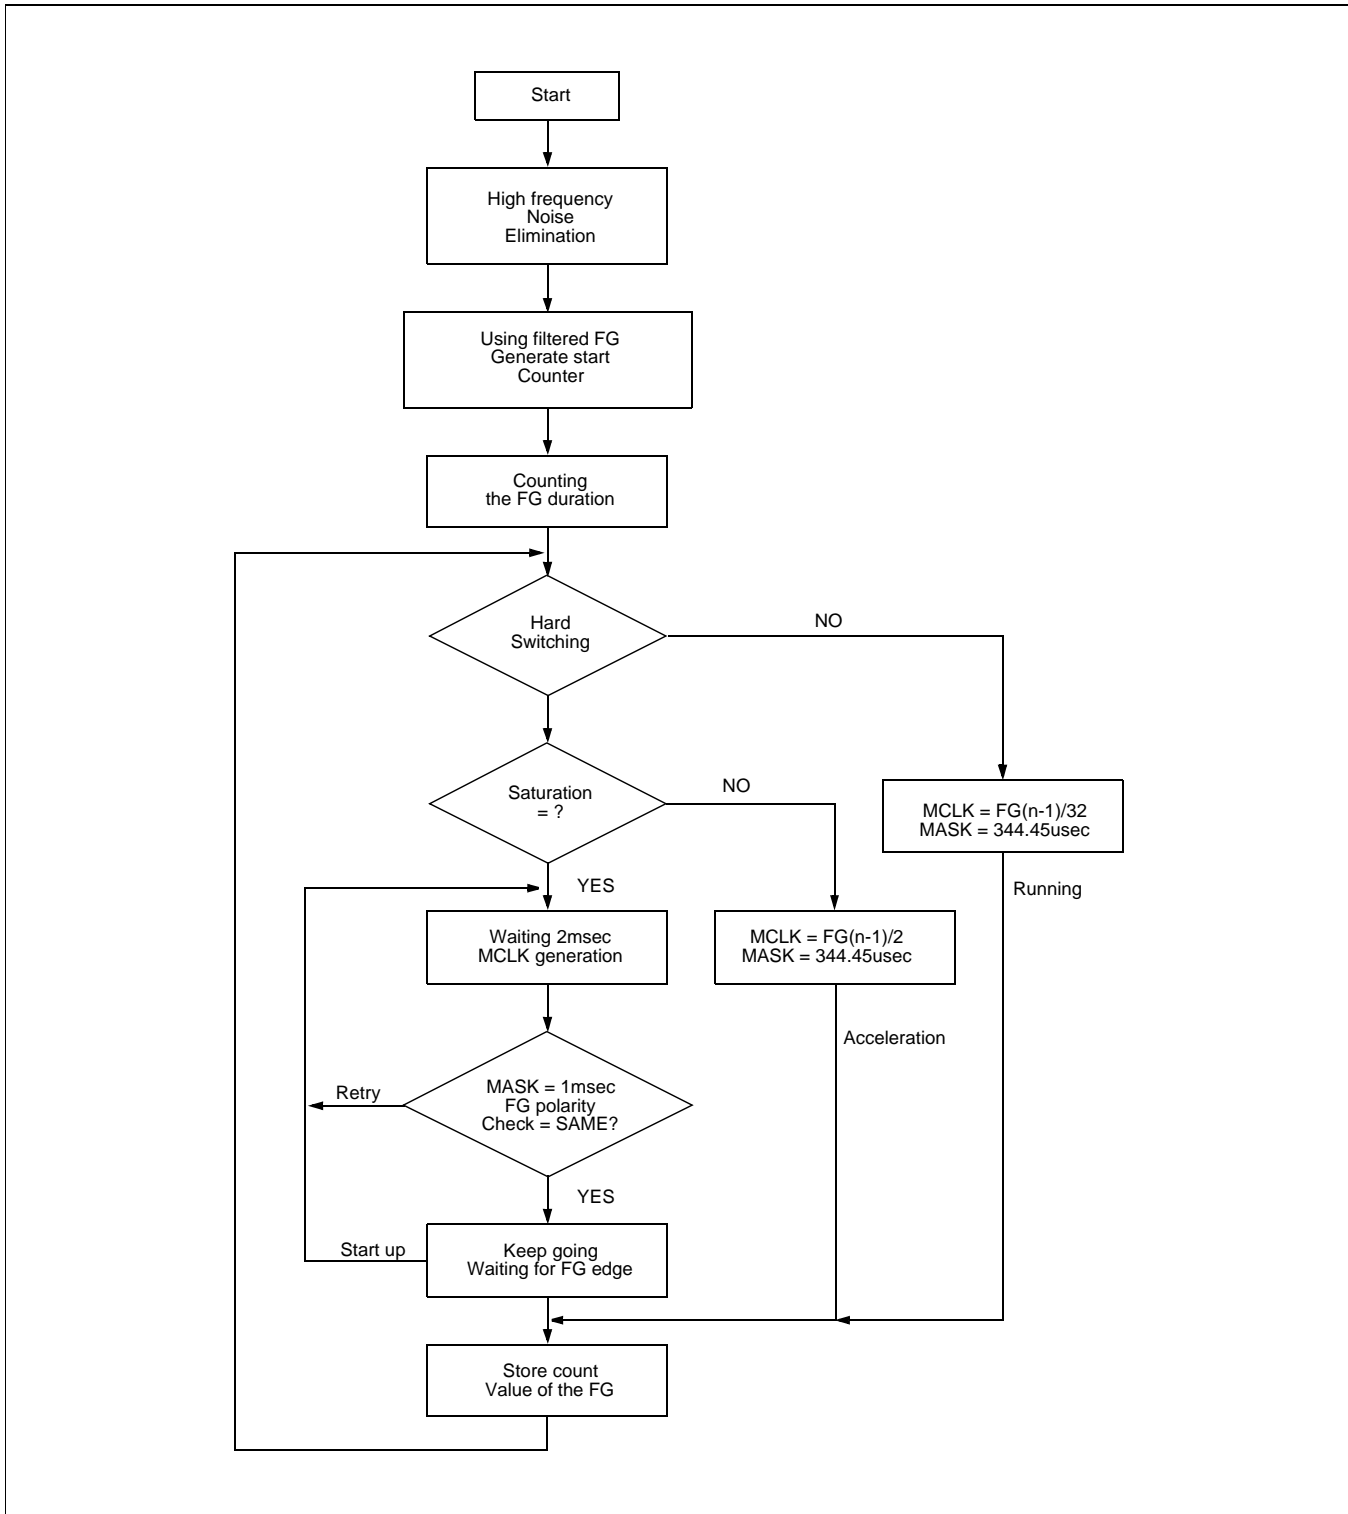 Start
High frequency
Noise
Elimination
Using filtered FG
Generate start
Counter
Counting
the FG duration
Hard
Switching
NO
Saturation
= ?
NO
MCLK = FG(n-1)/32
MASK = 344.45usec
YES
Running
Waiting 2msec
MCLK generation
MCLK = FG(n-1)/2
MASK = 344.45usec
Acceleration
Retry
MASK = 1msec
FG polarity
Check = SAME?
YES
Start up
Keep going
Waiting for FG edge
Store count
Value of the FG